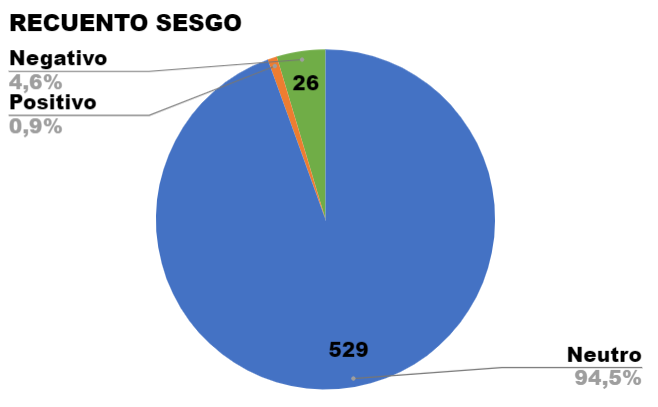 RECUENTO SESGO
Negativo
4,6%
Positivo
0,9%
26
529
Neutro
94,5%